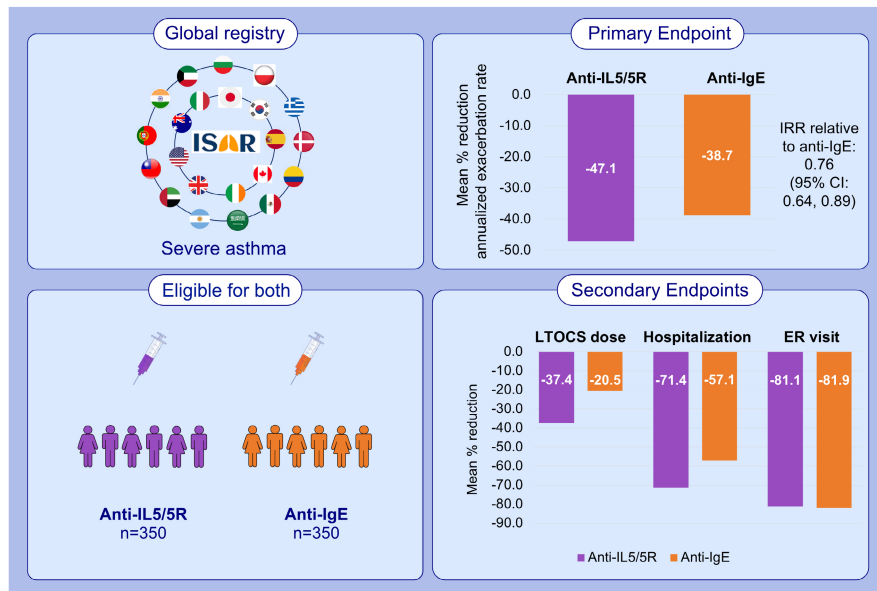 Global registry
ISAR
Severe asthma
Primary Endpoint
Anti-IL5/5R
Anti-IgE
Mean % reduction
annualized exacerbation rate
0.0
-10.0
-20.0
-30.0
-40.0
-50.0
-47.1
-38.7
IRR relative
to anti-IgE:
0.76
(95% CI:
0.64, 0.89)
Eligible for both
Anti-IL5/5R
n=350
Anti-IgE
n=350
Secondary Endpoints
LTOCS dose
Hospitalization
ER visit
Mean % reduction
0.0
-10.0
-20.0
-30.0
-40.0
-50.0
-60.0
-70.0
-80.0
-90.0
-37.4
-20.5
-71.4
-57.1
-81.1
-81.9
Anti-IL5/5R
Anti-IgE